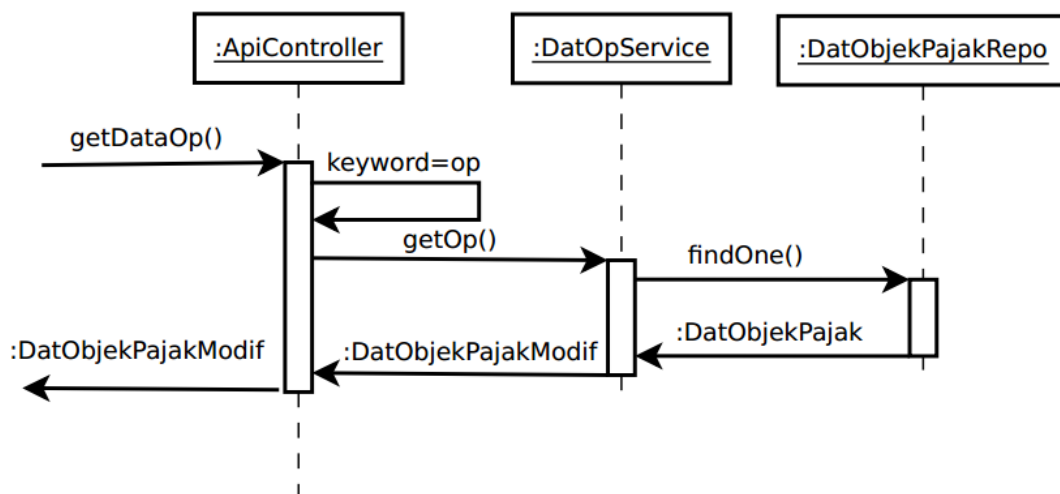 :ApiController
:DatOpService
:DatObjekPajakRepo
getDataOp()
keyword=op
getOp()
findOne()
:DatObjekPajak
:DatObjekPajakModif
:DatObjekPajakModif